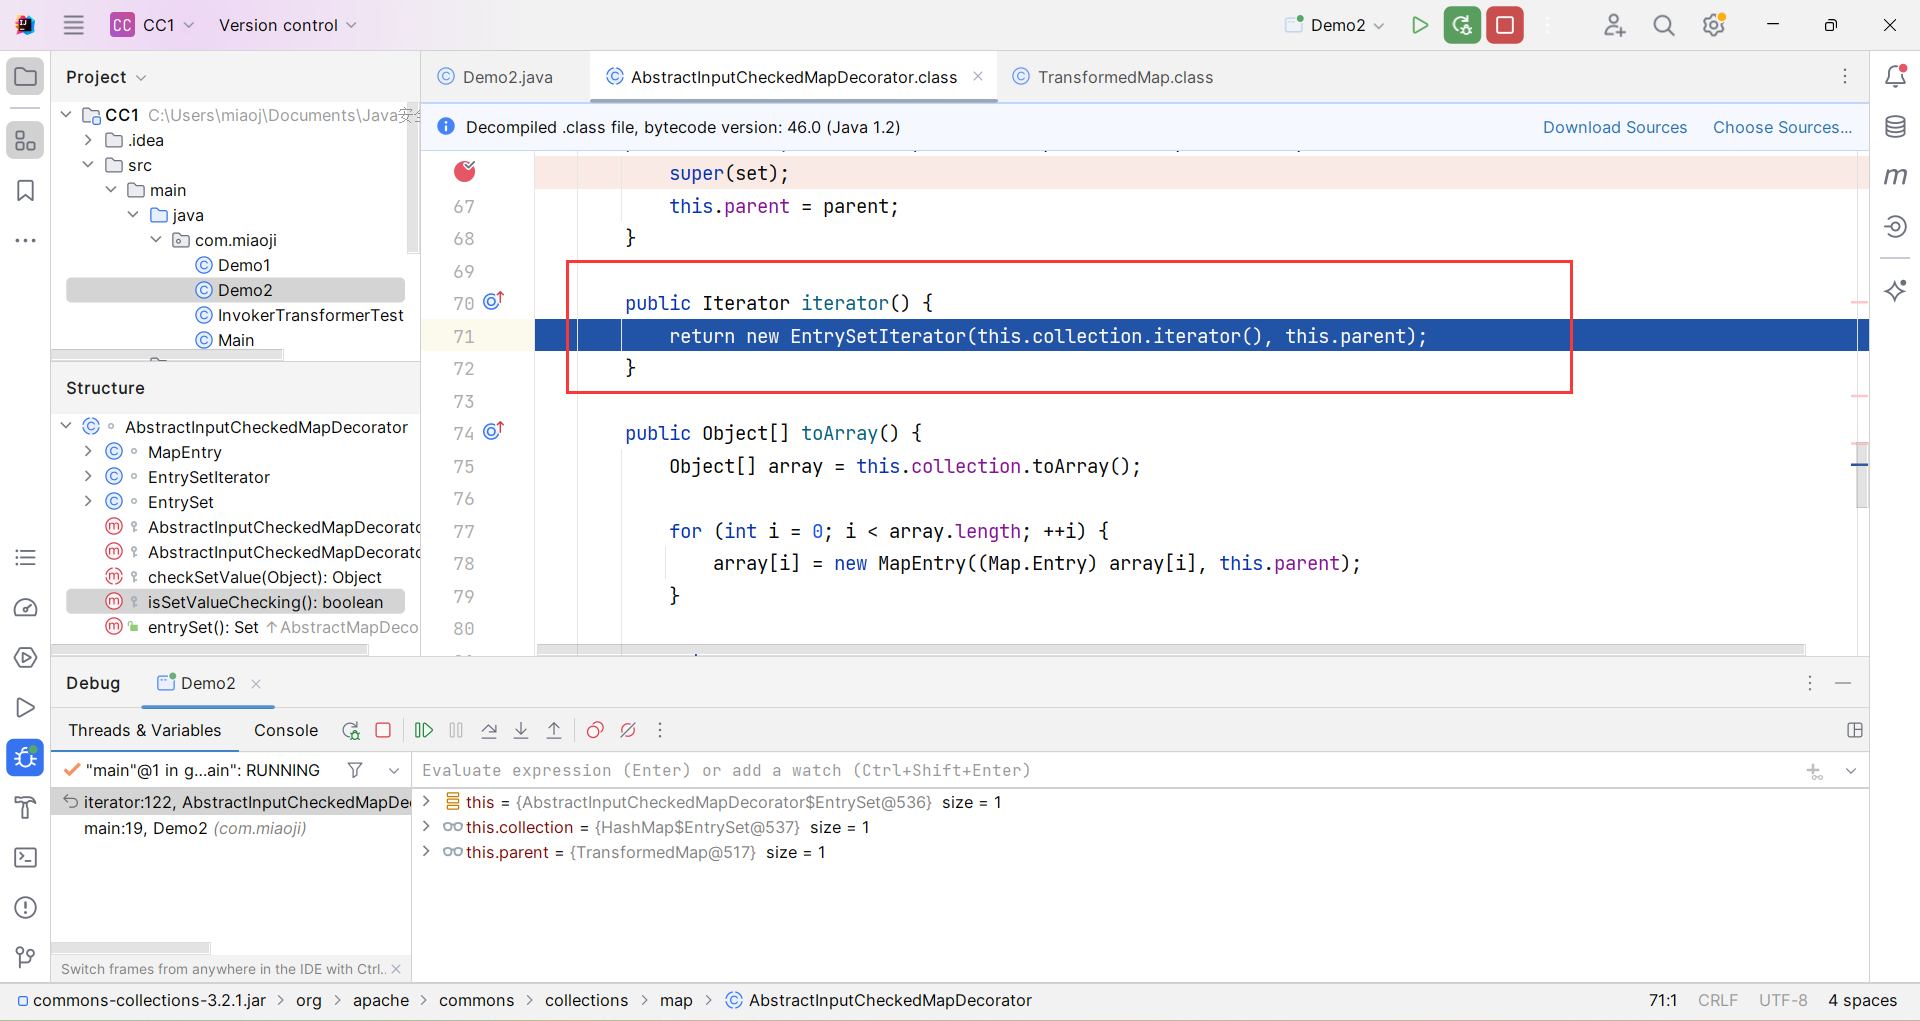 CC CC1 Version control Demo2
Project
CC1 C:\Users\miaoj\Documents\Java安全
.idea
src
main
java
com.miaoji
Demo1
Demo2
InvokerTransformerTest
Main
Structure
AbstractInputCheckedMapDecorator
MapEntry
EntrySetIterator
EntrySet
AbstractInputCheckedMapDecorato
AbstractInputCheckedMapDecorato
checkSetValue(Object): Object
isSetValueChecking(): boolean
entrySet(): Set ↑AbstractMapDeco
Demo2.java AbstractInputCheckedMapDecorator.class TransformedMap.class
Decompiled .class file, bytecode version: 46.0 (Java 1.2) Download Sources Choose Sources...
super(set);
67 this.parent = parent;
68 }
69
70 public Iterator iterator() {
71 return new EntrySetIterator(this.collection.iterator(), this.parent);
72 }
73
74 public Object[] toArray() {
75 Object[] array = this.collection.toArray();
76
77 for (int i = 0; i < array.length; ++i) {
78 array[i] = new MapEntry((Map.Entry) array[i], this.parent);
79 }
80
Debug Demo2
Threads & Variables Console
"main"@1 in g...ain": RUNNING
iterator:122, AbstractInputCheckedMapDe
main:19, Demo2 (com.miaoji)
Switch frames from anywhere in the IDE with Ctrl..
Evaluate expression (Enter) or add a watch (Ctrl+Shift+Enter)
this = {AbstractInputCheckedMapDecorator$EntrySet@536} size = 1
this.collection = {HashMap$EntrySet@537} size = 1
this.parent = {TransformedMap@517} size = 1
commons-collections-3.2.1.jar > org > apache > commons > collections > map > AbstractInputCheckedMapDecorator 71:1 CRLF UTF-8 4 spaces